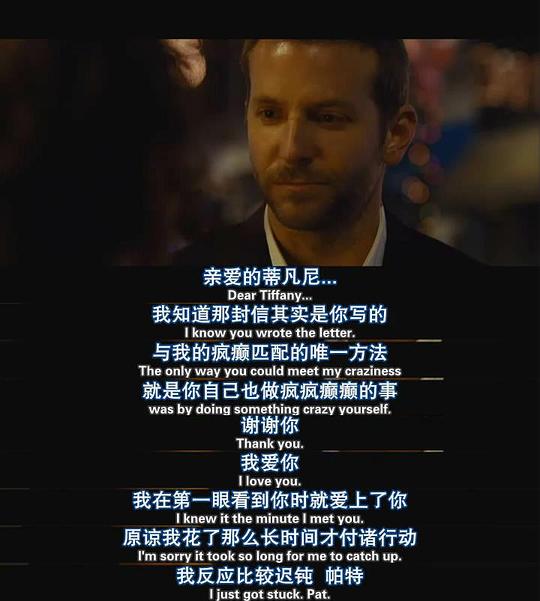 亲爱的蒂凡尼...
Dear Tiffany...
我知道那封信其实是你写的
I know you wrote the letter.
与我的疯癫匹配的唯一方法
The only way you could meet my craziness
就是你自己也做疯疯癫癫的事
was by doing something crazy yourself.
谢谢你
Thank you.
我爱你
I love you.
我在第一眼看到你时就爱上了你
I knew it the minute I met you.
原谅我花了那么长时间才付诸行动
I'm sorry it took so long for me to catch up.
我反应比较迟钝 帕特
I just got stuck. Pat.